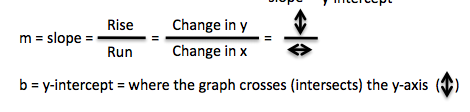 m = slope = Rise / Run = Change in y / Change in x =
b = y-intercept = where the graph crosses (intersects) the y-axis ( )